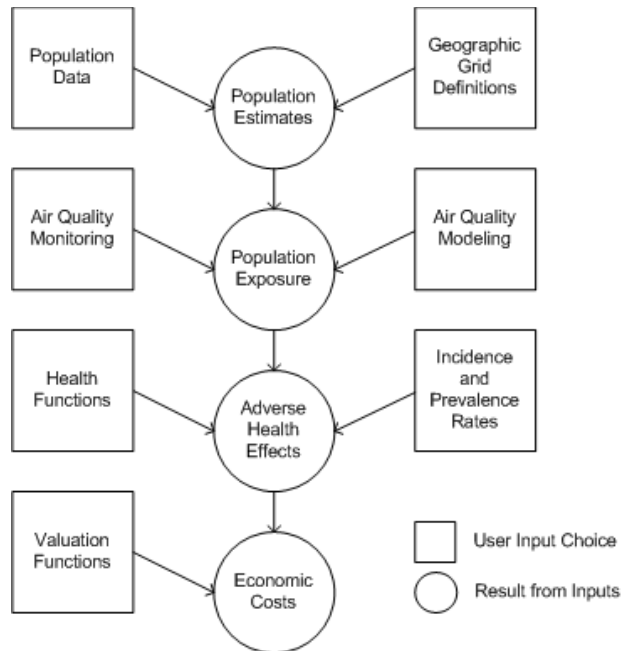 Population
Data
Population
Estimates
Geographic
Grid
Definitions
Air Quality
Monitoring
Population
Exposure
Air Quality
Modeling
Health
Functions
Adverse
Health
Effects
Incidence
and
Prevalence
Rates
Valuation
Functions
Economic
Costs
User Input Choice
Result from Inputs